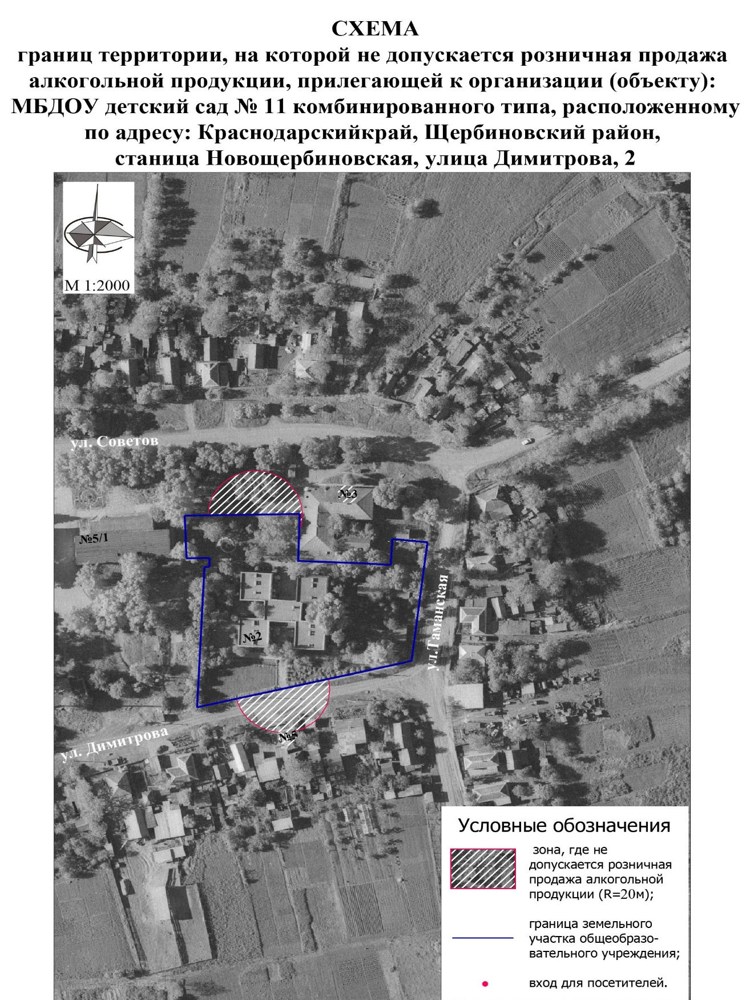 СХЕМА
границ территории, на которой не допускается розничная продажа
алкогольной продукции, прилегающей к организации (объекту):
МБДОУ детский сад № 11 комбинированного типа, расположенному
по адресу: Краснодарскийкрай, Щербиновский район,
станица Новощербиновская, улица Димитрова, 2
М 1:2000
ул. Советов
№3
№5/1
ул.Таманская
№2
№5
ул. Димитрова
Условные обозначения
зона, где не
допускается розничная
продажа алкогольной
продукции (R=20м);
граница земельного
участка общеобразо-
вательного учреждения;
вход для посетителей.